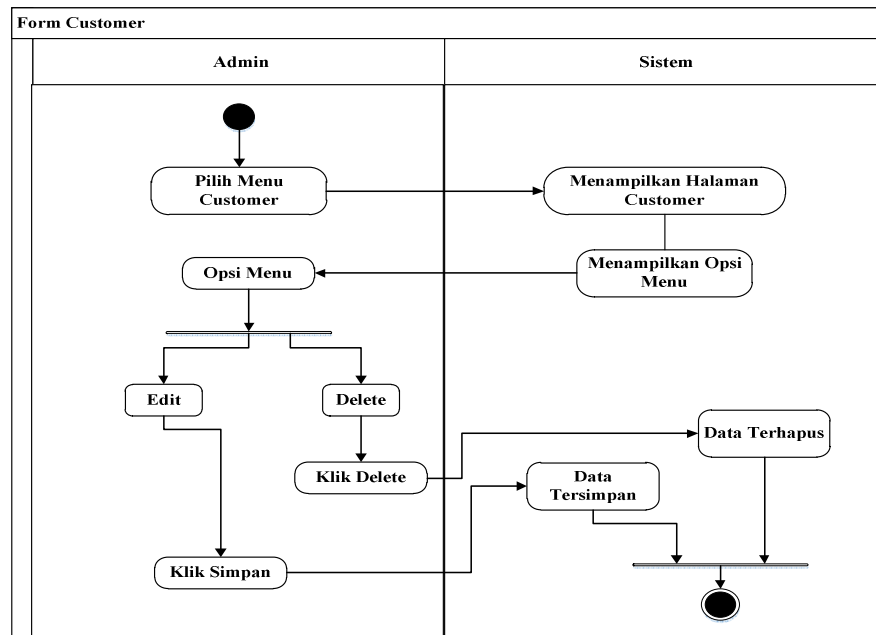 Form Customer
Admin
Sistem
Pilih Menu
Customer
Menampilkan Halaman
Customer
Opsi Menu
Menampilkan Opsi
Menu
Edit
Delete
Data Terhapus
Klik Delete
Data
Tersimpan
Klik Simpan